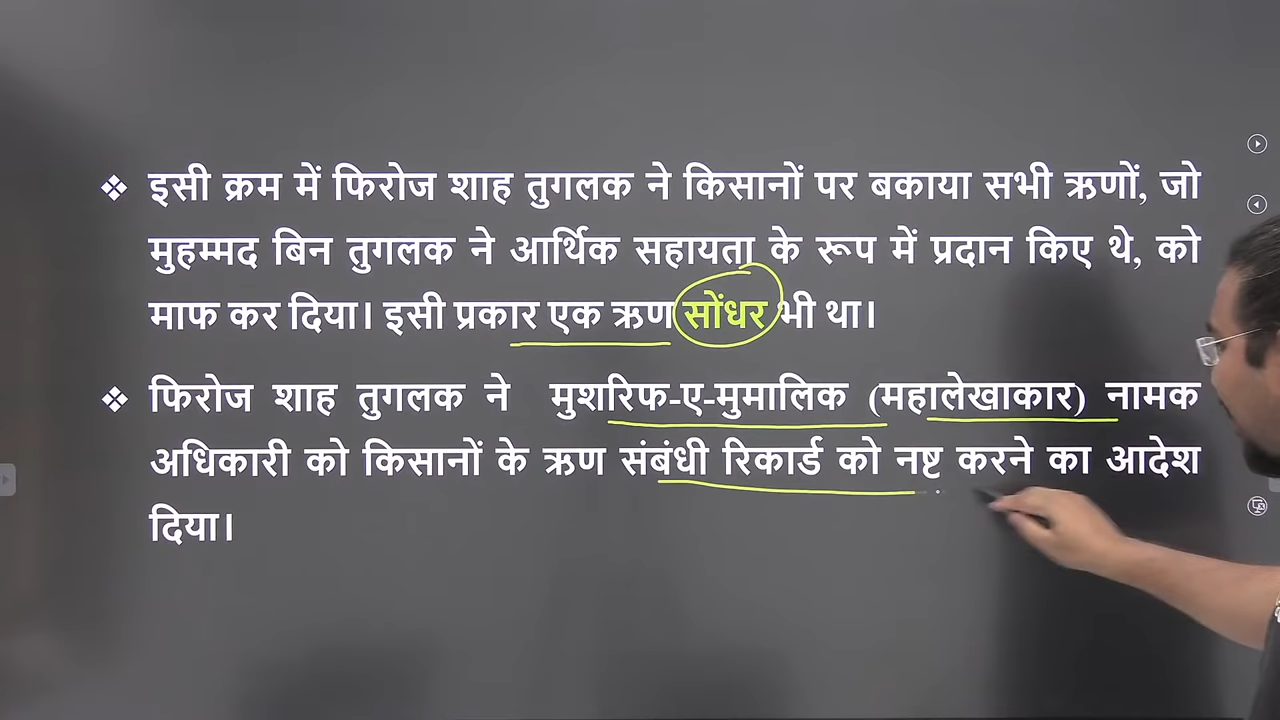 ❖ इसी क्रम में फिरोज शाह तुगलक ने किसानों पर बकाया सभी ऋणों, जो
मुहम्मद बिन तुगलक ने आर्थिक सहायता के रूप में प्रदान किए थे, को
माफ कर दिया। इसी प्रकार एक ऋण सोंधर भी था।
❖ फिरोज शाह तुगलक ने मुशरिफ-ए-मुमालिक (महालेखाकार) नामक
अधिकारी को किसानों के ऋण संबंधी रिकार्ड को नष्ट करने का आदेश
दिया।